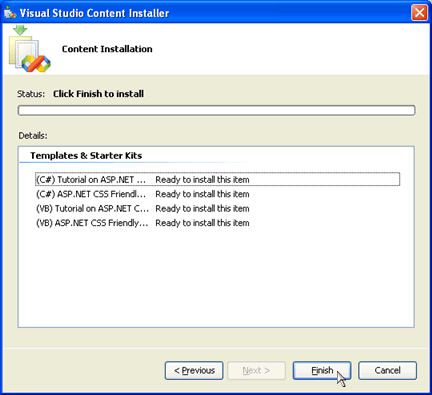 Visual Studio Content Installer
Content Installation
Status: Click Finish to install
Details:
Templates & Starter Kits
(C#) Tutorial on ASP.NET ... Ready to install this item
(C#) ASP.NET CSS Friendl... Ready to install this item
(VB) Tutorial on ASP.NET C... Ready to install this item
(VB) ASP.NET CSS Friendly... Ready to install this item
< Previous Next > Finish Cancel